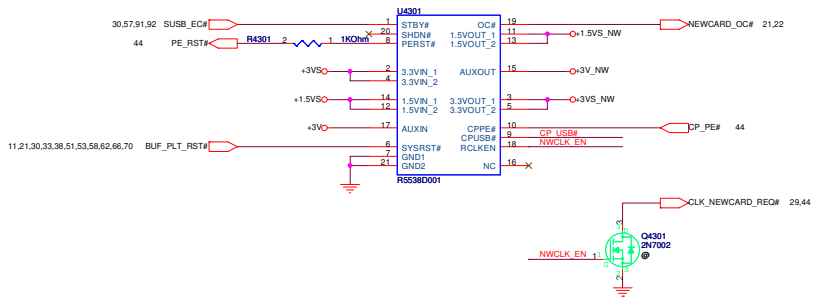 U4301
30,57,91,92 SUSB_EC# 1 STBY# OC# 19 NEWCARD_OC# 21,22
20 SHDN# 1.5VOUT_1 11 +1.5VS_NW
44 PE_RST# R4301 2 1 1KOhm 8 PERST# 1.5VOUT_2 13
+3VS 2 3.3VIN_1 AUXOUT 15 +3V_NW
4 3.3VIN_2
+1.5VS 14 1.5VIN_1 3.3VOUT_1 3 +3VS_NW
12 1.5VIN_2 3.3VOUT_2 5
+3V 17 AUXIN CPPE# 10 CP_PE# 44
CPUSB# 9 CP_USB#
11,21,30,33,38,51,53,58,62,66,70 BUF_PLT_RST# 6 SYSRST# RCLKEN 18 NWCLK_EN
7 GND1
21 GND2 NC 16
R5538D001
CLK_NEWCARD_REQ# 29,44
3
D
Q4301
2N7002
NWCLK_EN 1 @
G
S
2